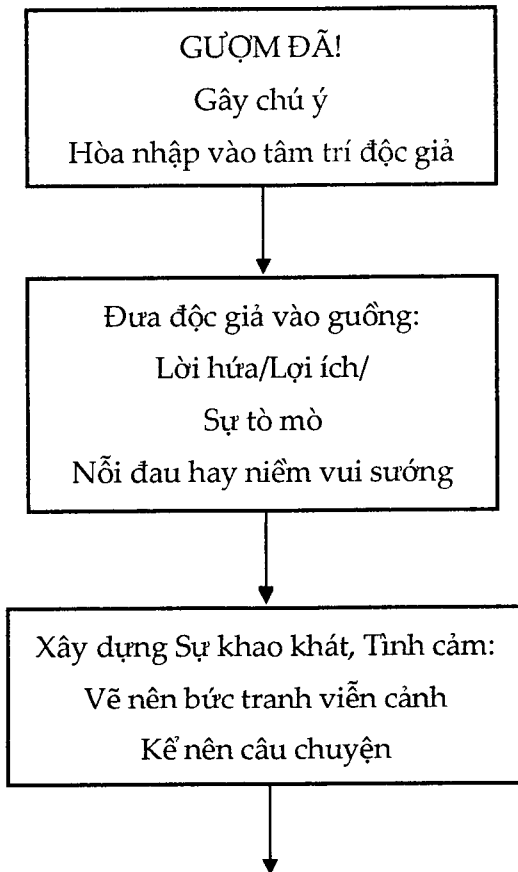 GƯỢM ĐÃ!
Gây chú ý
Hòa nhập vào tâm trí độc giả
Đưa độc giả vào guồng:
Lời hứa/Lợi ích/
Sự tò mò
Nỗi đau hay niềm vui sướng
Xây dựng Sự khao khát, Tình cảm:
Vẽ nên bức tranh viễn cảnh
Kể nên câu chuyện